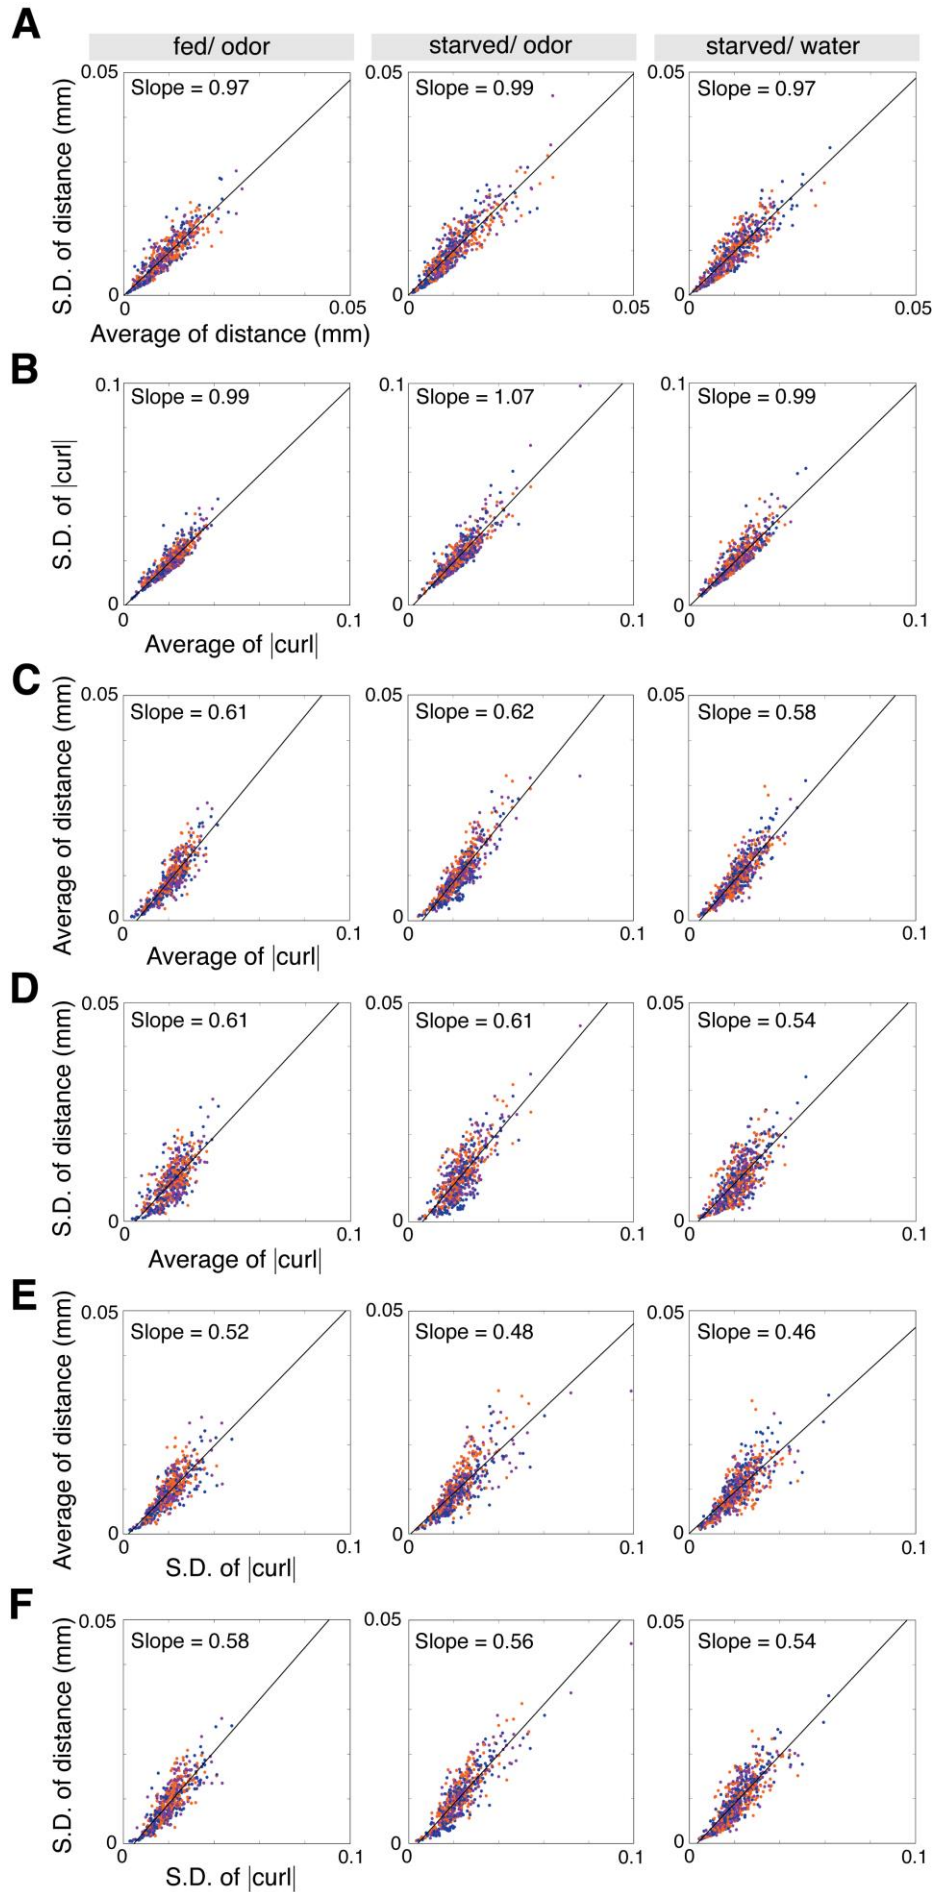 A
fed/ odor
starved/ odor
starved/ water
S.D. of distance (mm)
0.05
Slope = 0.97
0.05
Slope = 0.99
0.05
Slope = 0.97
0
0
0
0
0.05
0
0.05
0
0.05
Average of distance (mm)
B
S.D. of |curl|
0.1
Slope = 0.99
0.1
Slope = 1.07
0.1
Slope = 0.99
0
0
0
0
0.1
0
0.1
0
0.1
Average of |curl|
C
Average of distance (mm)
0.05
Slope = 0.61
0.05
Slope = 0.62
0.05
Slope = 0.58
0
0
0
0
0.1
0
0.1
0
0.1
Average of |curl|
D
S.D. of distance (mm)
0.05
Slope = 0.61
0.05
Slope = 0.61
0.05
Slope = 0.54
0
0
0
0
0.1
0
0.1
0
0.1
Average of |curl|
E
Average of distance (mm)
0.05
Slope = 0.52
0.05
Slope = 0.48
0.05
Slope = 0.46
0
0
0
0
0.1
0
0.1
0
0.1
S.D. of |curl|
F
S.D. of distance (mm)
0.05
Slope = 0.58
0.05
Slope = 0.56
0.05
Slope = 0.54
0
0
0
0
0.1
0
0.1
0
0.1
S.D. of |curl|